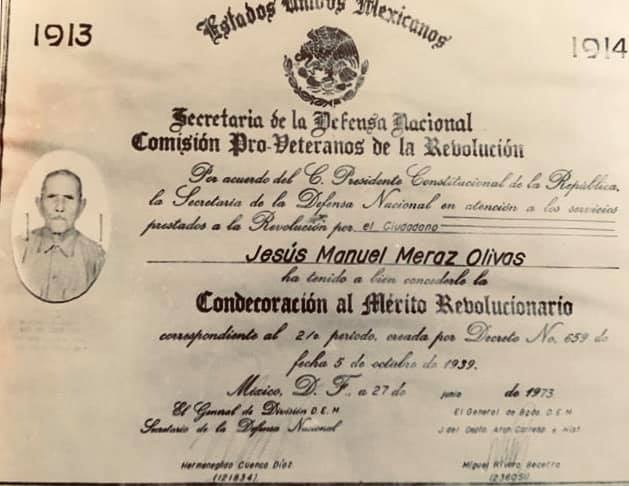 1913
Estados Unidos Mexicanos
1914
Secretaria de la Defensa Nacional
Comisión Pro-Veteranos de la Revolución
Por acuerdo del C. Presidente Constitucional de la República,
la Secretaria de la Defensa Nacional en atención a los servicios
prestados a la Revolución por el Ciudadano
Jesús Manuel Meraz Olivas
ha tenido a bien concederle la
Condecoración al Mérito Revolucionario
correspondiente al 2/o periodo, creada por Decreto No. 659 de
fecha 5 de octubre de 1939.
México, D. F., a 27 de junio de 1973
El General de División D.E.M.
Secretario de la Defensa Nacional
El General de Bgda. D.E.M.
J. del Depto. Arch. Corresp. e Hist.
Hermenegildo Cuenca Díaz
(121834)
Miguel Rivera Becerra
(236051)